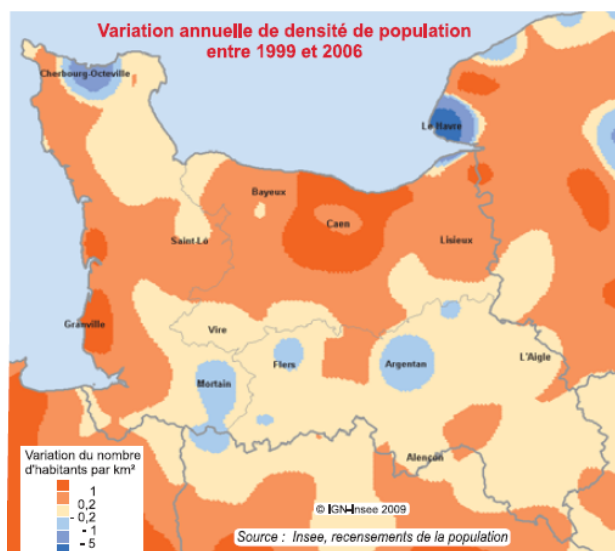 Variation annuelle de densité de population
entre 1999 et 2006
Cherbourg-Octeville
Le Havre
Bayeux
Caen
Saint-Lô
Lisieux
Granville
Vire
Flers
Argentan
L'Aigle
Mortain
Alençon
Variation du nombre
d'habitants par km²
1
0,2
- 0,2
- 1
- 5
© IGN-Insee 2009
Source : Insee, recensements de la population